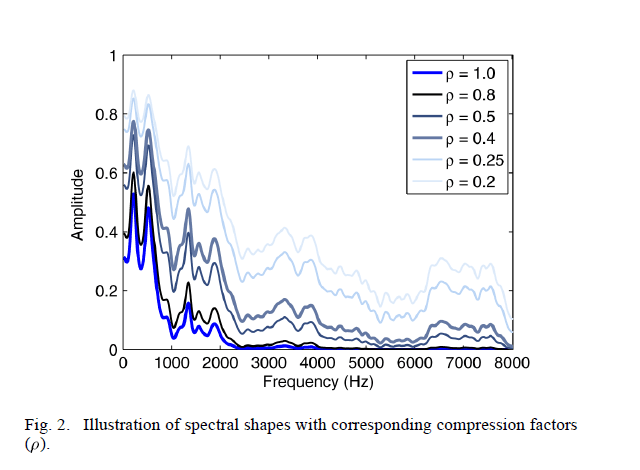 1
0.8
0.6
0.4
0.2
0
Amplitude
ρ = 1.0
ρ = 0.8
ρ = 0.5
ρ = 0.4
ρ = 0.25
ρ = 0.2
0 1000 2000 3000 4000 5000 6000 7000 8000
Frequency (Hz)
Fig. 2. Illustration of spectral shapes with corresponding compression factors
(ρ).